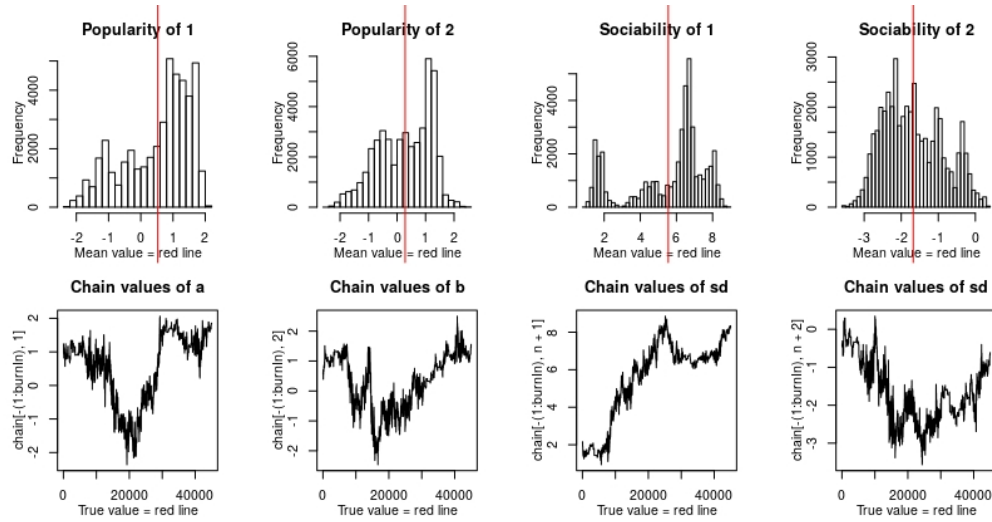 Popularity of 1
Popularity of 2
Sociability of 1
Sociability of 2
Frequency
0
2000
4000
-2
-1
0
1
2
Mean value = red line
Frequency
0
2000
4000
6000
-2
-1
0
1
2
Mean value = red line
Frequency
0
2000
4000
2
4
6
8
Mean value = red line
Frequency
0
1000
2000
3000
-3
-2
-1
0
Mean value = red line
Chain values of a
Chain values of b
Chain values of sd
Chain values of sd
chain[-(1:burnIn), 1]
-2
-1
0
1
2
0
20000
40000
True value = red line
chain[-(1:burnIn), 2]
-2
-1
0
1
2
0
20000
40000
True value = red line
chain[-(1:burnIn), n + 1]
2
4
6
8
0
20000
40000
True value = red line
chain[-(1:burnIn), n + 2]
-3
-2
-1
0
0
20000
40000
True value = red line